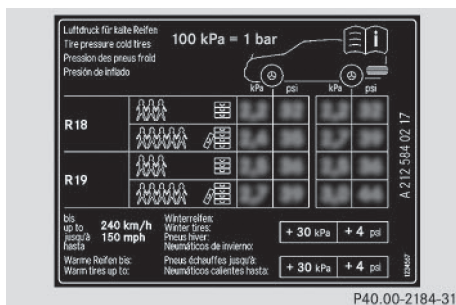 Luftdruck für kalte Reifen
Tire pressure cold tires
Pression des pneus froid
Presión de inflado
100 kPa = 1 bar
kPa psi kPa psi
R18
R19
bis
up to
jusqu'à
hasta
240 km/h
150 mph
Winterreifen:
Winter tires:
Pneus hiver:
Neumáticos de invierno:
+ 30 kPa + 4 psi
Warme Reifen bis:
Warm tires up to:
Pneus échauffes jusqu'à:
Neumáticos calientes hasta:
+ 30 kPa + 4 psi
A 212 584 02 17
1234567
P40.00-2184-31